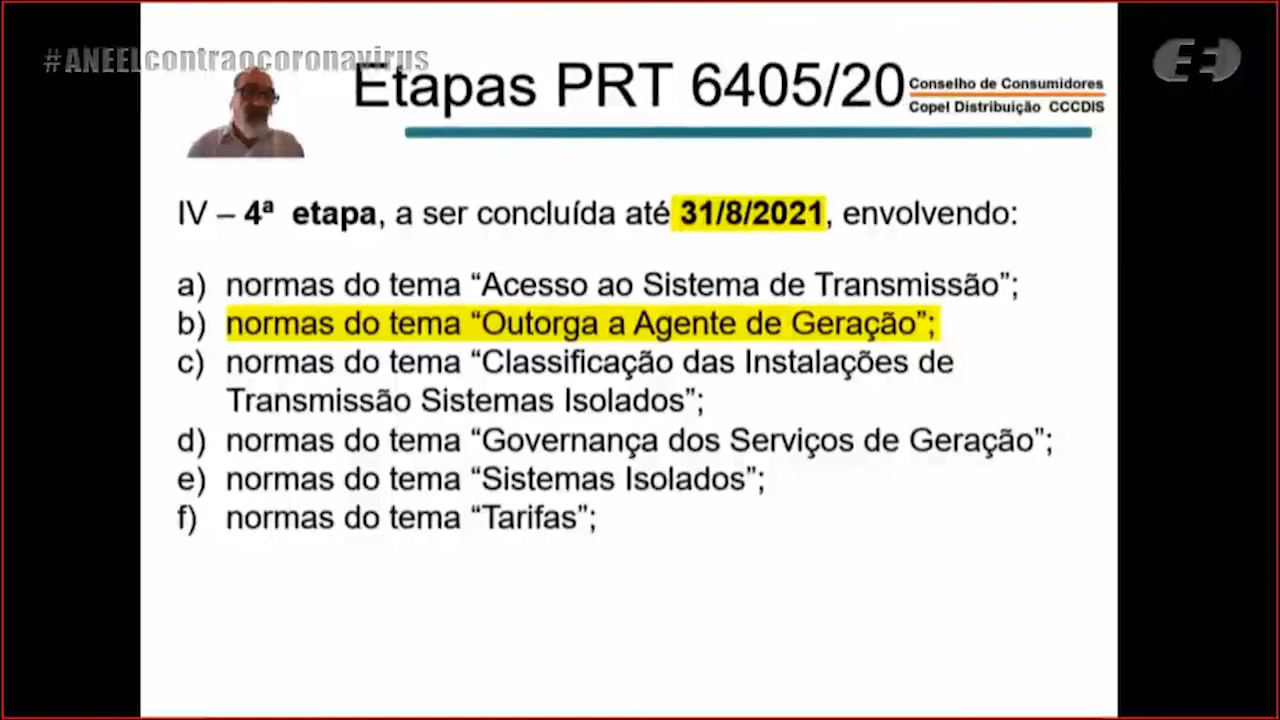 #ANEELcontraocoronavirus
Etapas PRT 6405/20
Conselho de Consumidores
Copel Distribuição CCCDIS
IV – 4ª etapa, a ser concluída até 31/8/2021, envolvendo:
a) normas do tema “Acesso ao Sistema de Transmissão”;
b) normas do tema “Outorga a Agente de Geração”;
c) normas do tema “Classificação das Instalações de
Transmissão Sistemas Isolados”;
d) normas do tema “Governança dos Serviços de Geração”;
e) normas do tema “Sistemas Isolados”;
f) normas do tema “Tarifas”;